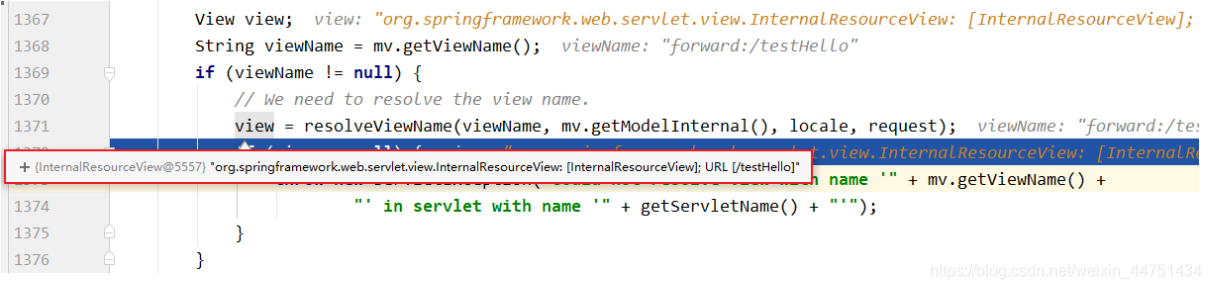 1367 View view; view: "org.springframework.web.servlet.view.InternalResourceView: [InternalResourceView];
1368 String viewName = mv.getViewName(); viewName: "forward:/testHello"
1369 if (viewName != null) {
1370 // We need to resolve the view name.
1371 view = resolveViewName(viewName, mv.getModelInternal(), locale, request); viewName: "forward:/tes
let.view.InternalResourceView: [InternalRe
+ {InternalResourceView@5557} "org.springframework.web.servlet.view.InternalResourceView: [InternalResourceView]; URL [/testHello]"
with name '" + mv.getViewName() +
1374 "' in servlet with name '" + getServletName() + "'");
1375 }
1376 }
https://blog.csdn.net/weixin_44751434